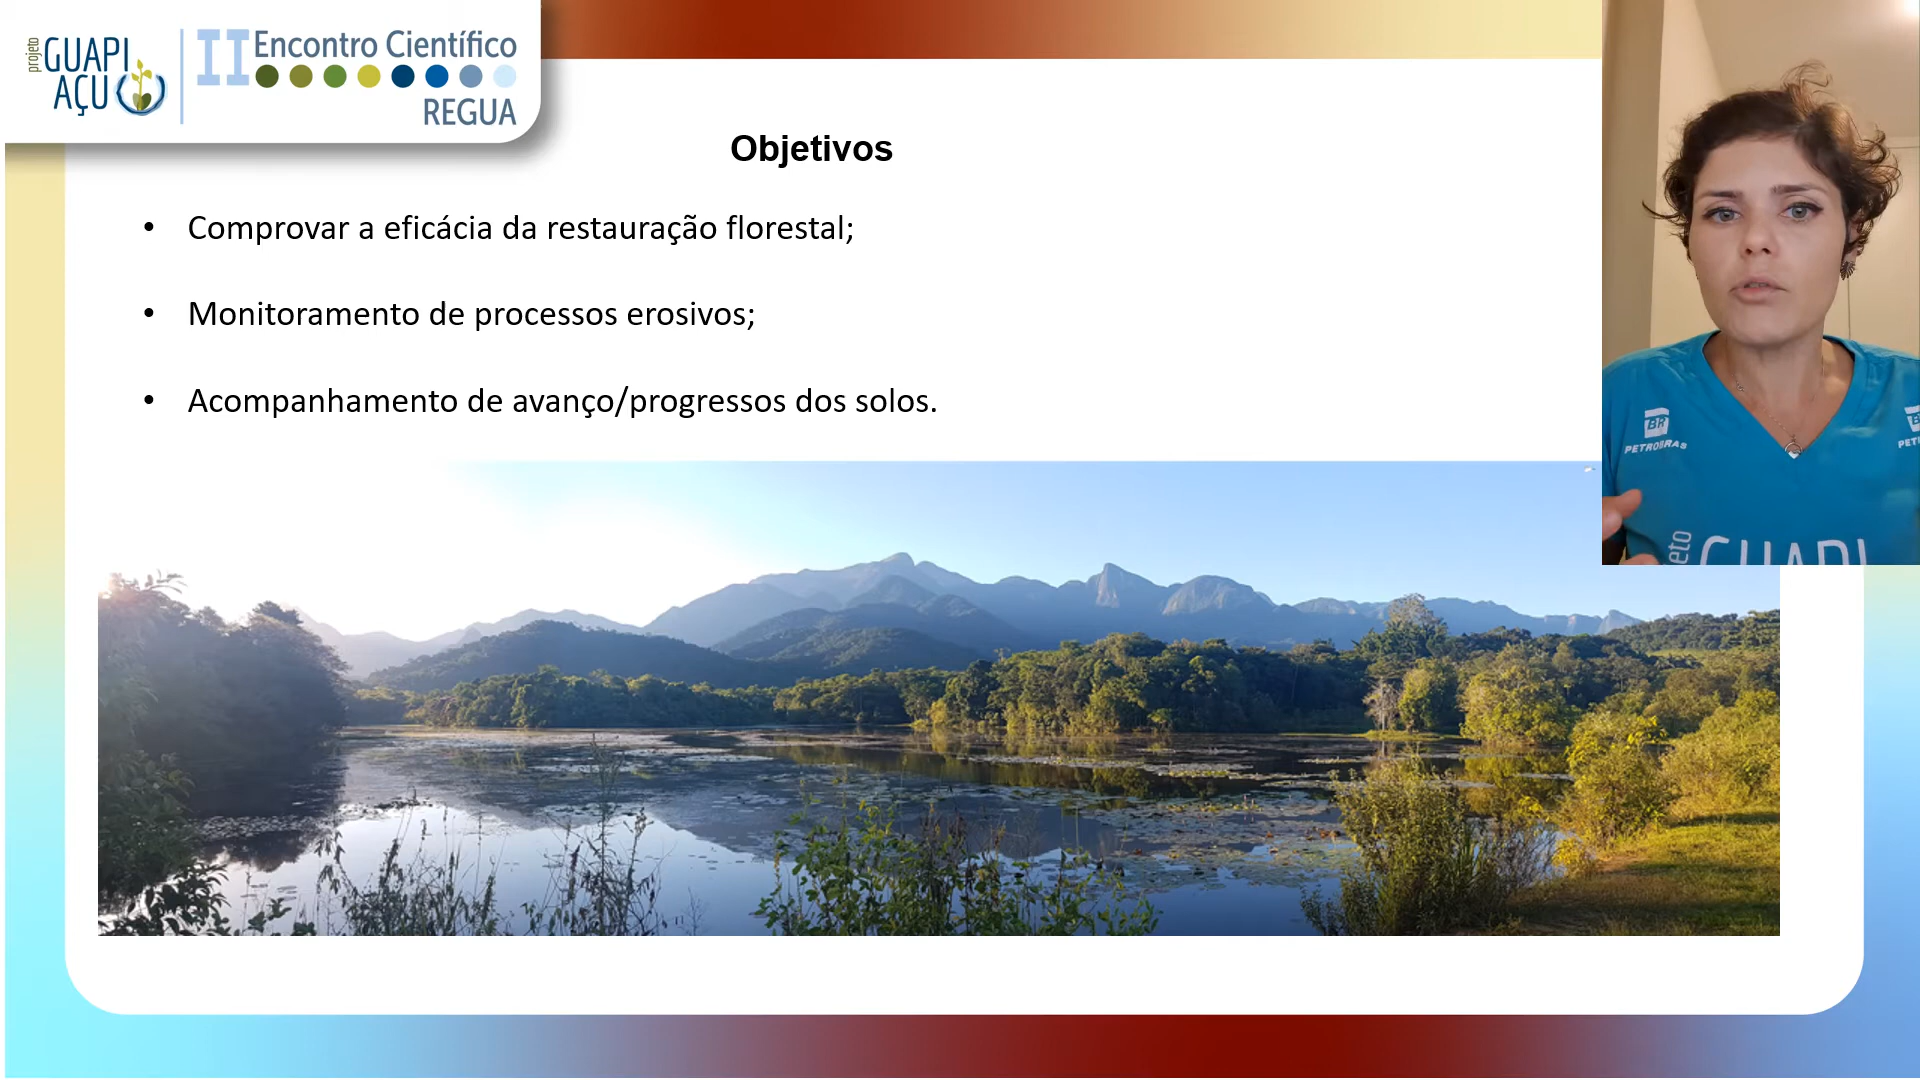 projeto
GUAPI
AÇU
II Encontro Científico
REGUA
Objetivos
• Comprovar a eficácia da restauração florestal;
• Monitoramento de processos erosivos;
• Acompanhamento de avanço/progressos dos solos.
BR
PETROBRAS